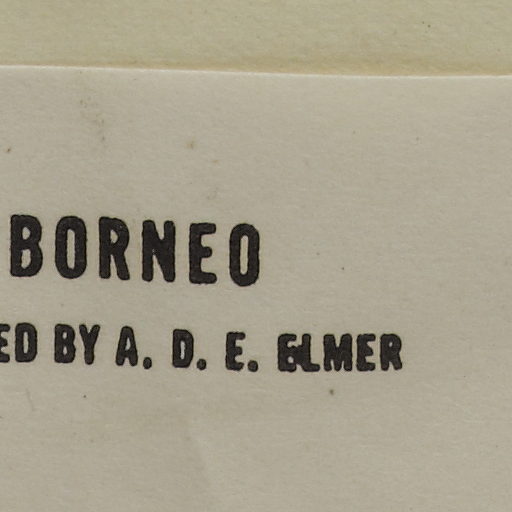 BORNEO
ED BY A. D. E. ELMER